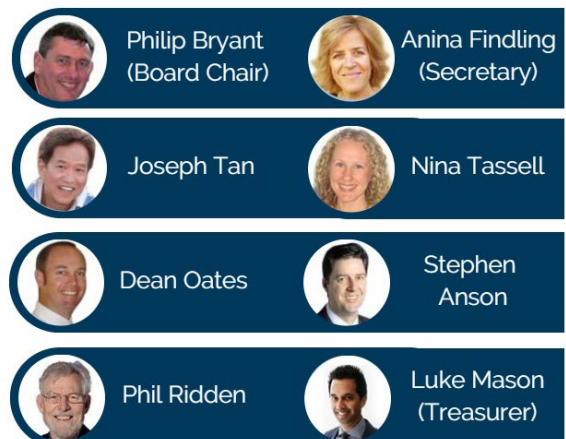 Philip Bryant
(Board Chair)
Anina Findling
(Secretary)
Joseph Tan
Nina Tassell
Dean Oates
Stephen
Anson
Phil Ridden
Luke Mason
(Treasurer)